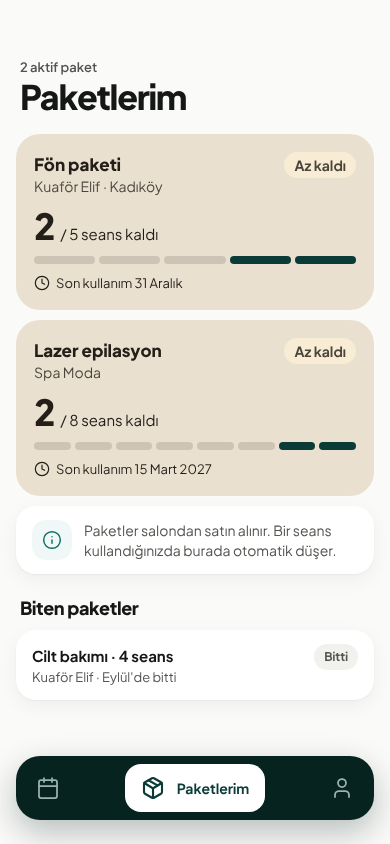 2 aktif paket
Paketlerim
Fön paketi
Az kaldı
Kuaför Elif · Kadıköy
2 / 5 seans kaldı
Son kullanım 31 Aralık
Lazer epilasyon
Az kaldı
Spa Moda
2 / 8 seans kaldı
Son kullanım 15 Mart 2027
Paketler salondan satın alınır. Bir seans
kullandığınızda burada otomatik düşer.
Biten paketler
Cilt bakımı · 4 seans
Bitti
Kuaför Elif · Eylül'de bitti
Paketlerim